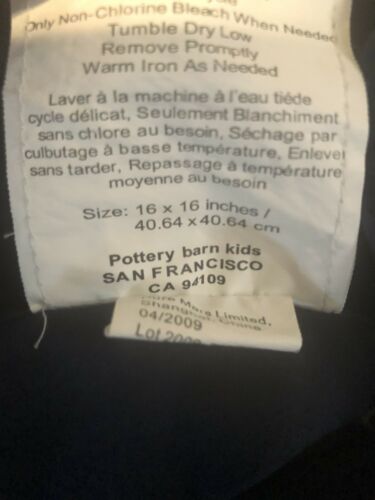 Only Non-Chlorine Bleach When Needed
Tumble Dry Low
Remove Promptly
Warm Iron As Needed
Laver à la machine à l'eau tiède
cycle délicat, Seulement Blanchiment
sans chlore au besoin, Séchage par
culbutage à basse température, Enlever
sans tarder, Repassage à température
moyenne au besoin
Size: 16 x 16 inches /
40.64 x 40.64 cm
Pottery barn kids
SAN FRANCISCO
CA 94109
Limited,
Shanghai, China
04/2009
Lot